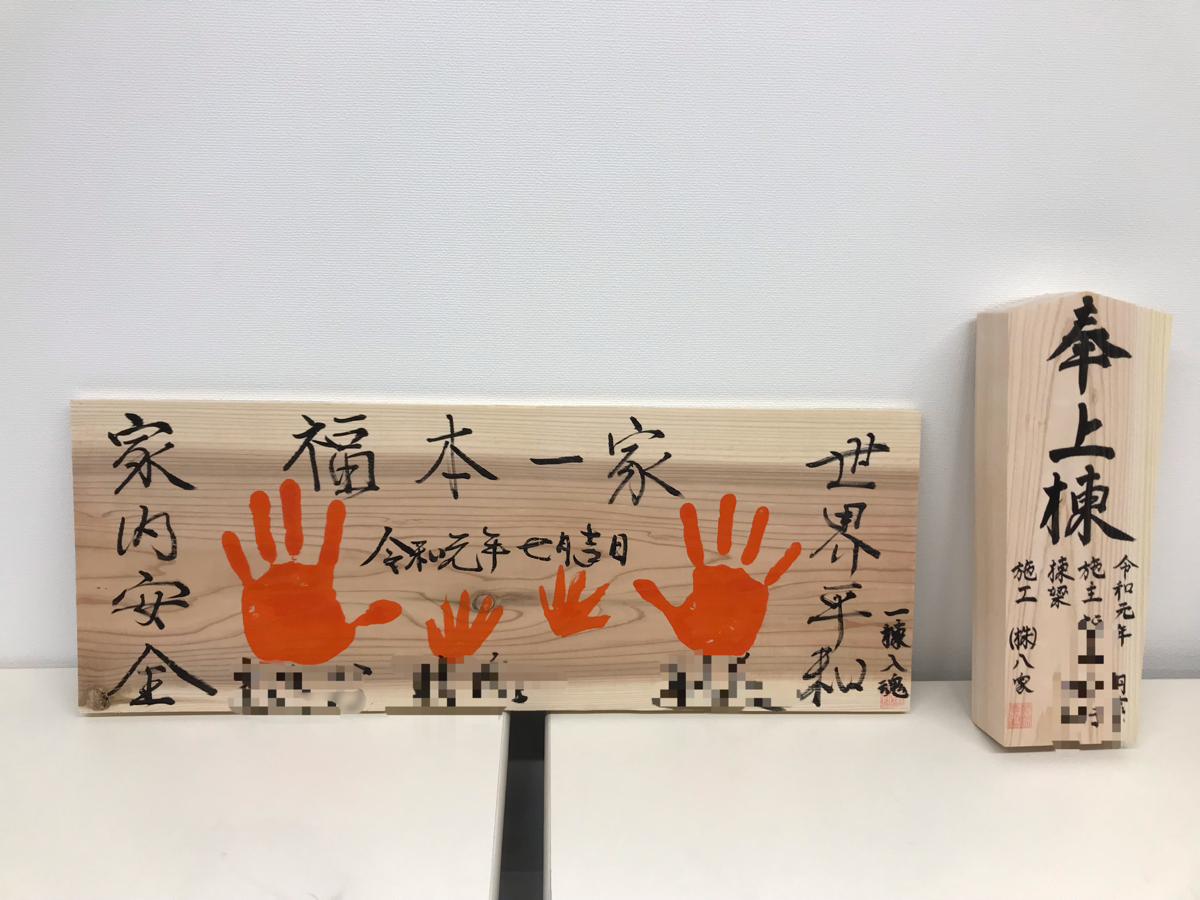 福本一家
世界平和
一棟入魂
令和元年七月吉日
家内安全
奉上棟
令和元年
施主
棟梁
施工 (株)八家